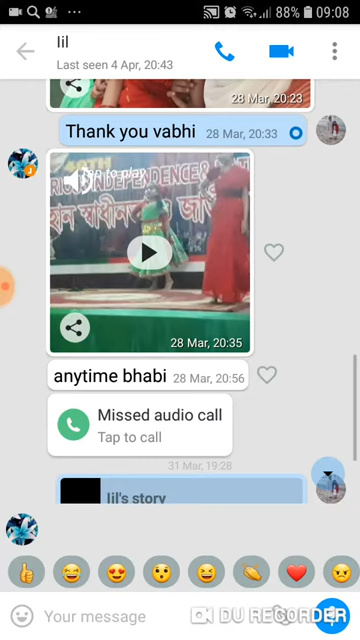 88% 09:08
lil
Last seen 4 Apr, 20:43
28 Mar, 20:23
Thank you vabhi 28 Mar, 20:33
Tap to play
INDEPENDENCE &
স্বাধীনতা
28 Mar, 20:35
anytime bhabi 28 Mar, 20:56
Missed audio call
Tap to call
31 Mar, 19:28
lil's story
Your message
DU RECORDER